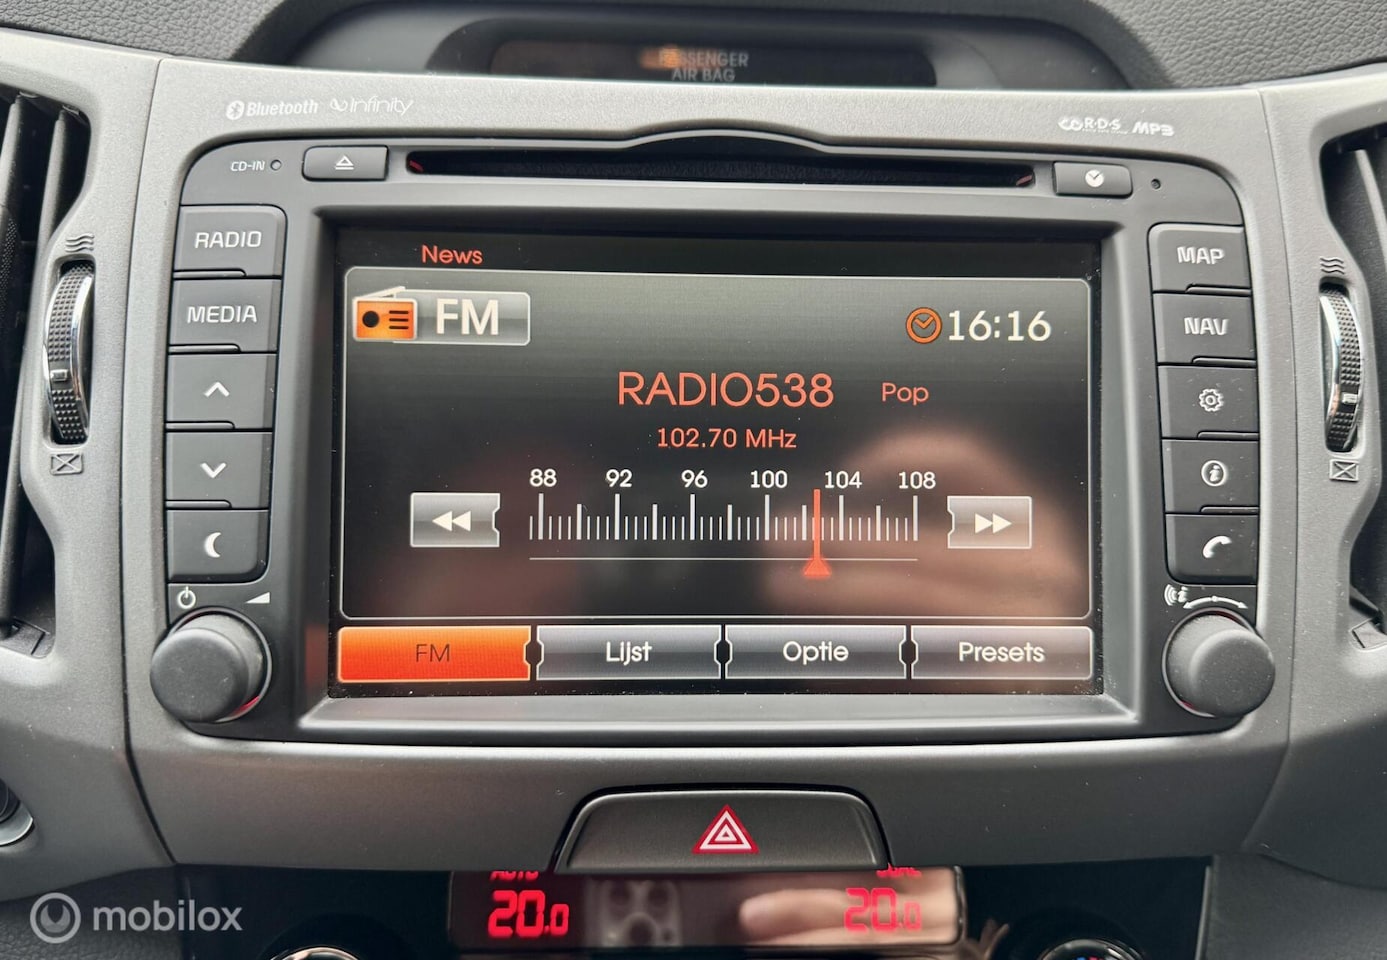 PASSENGER
AIR BAG
Bluetooth Infinity
R·D·S MP3
CD-IN
RADIO
MAP
News
MEDIA
FM
16:16
NAV
RADIO538 Pop
102.70 MHz
88 92 96 100 104 108
FM Lijst Optie Presets
AUTO
20.0 20.0
mobilox